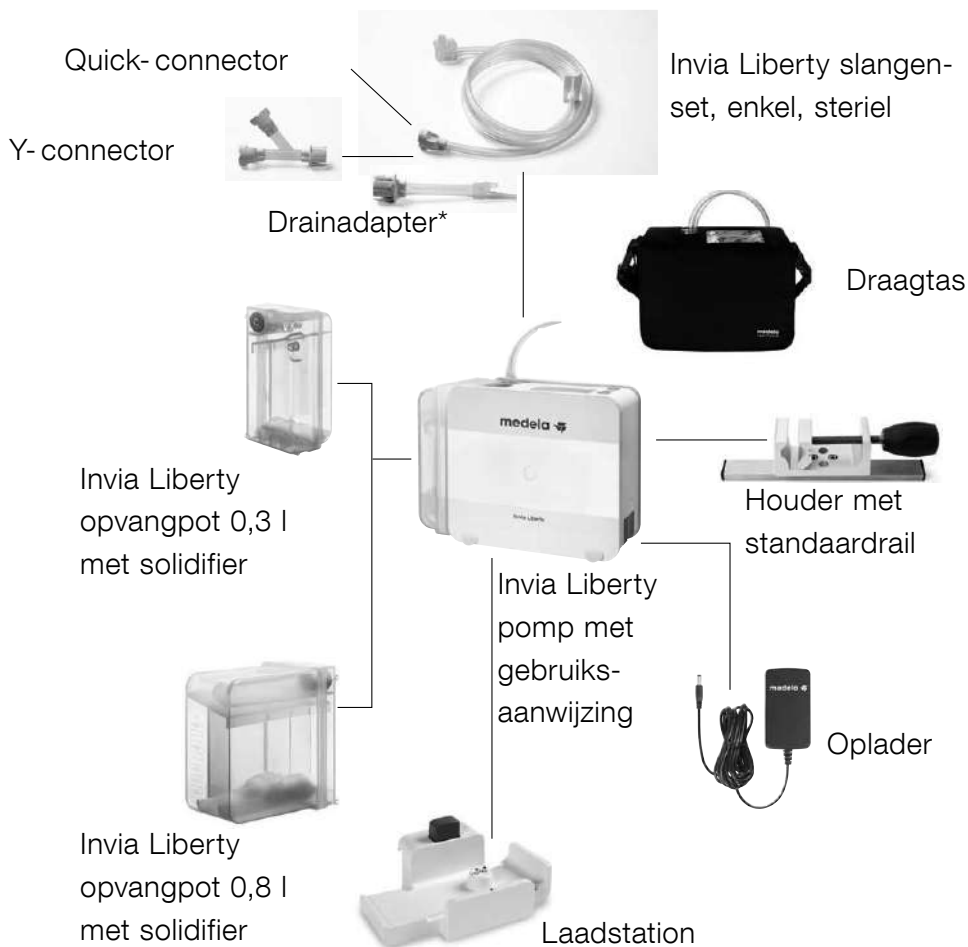 Quick- connector
Invia Liberty slangen-
set, enkel, steriel
Y- connector
Drainadapter*
Draagtas
medela
medela
Invia Liberty
Invia Liberty
opvangpot 0,3 l
met solidifier
Houder met
standaardrail
Invia Liberty
pomp met
gebruiks-
aanwijzing
medela
Oplader
Invia Liberty
opvangpot 0,8 l
met solidifier
Laadstation